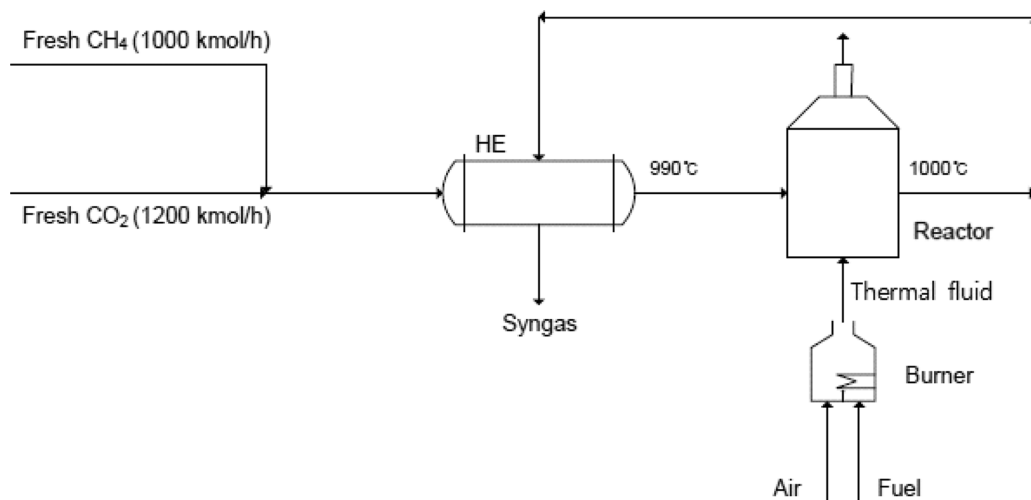 Fresh CH₄ (1000 kmol/h)
HE
990℃
1000℃
Fresh CO₂ (1200 kmol/h)
Reactor
Thermal fluid
Syngas
Burner
Air
Fuel